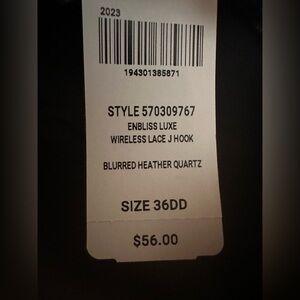 2023
194301385871
STYLE 570309767
ENBLISS LUXE
WIRELESS LACE J HOOK
BLURRED HEATHER QUARTZ
SIZE 36DD
$56.00